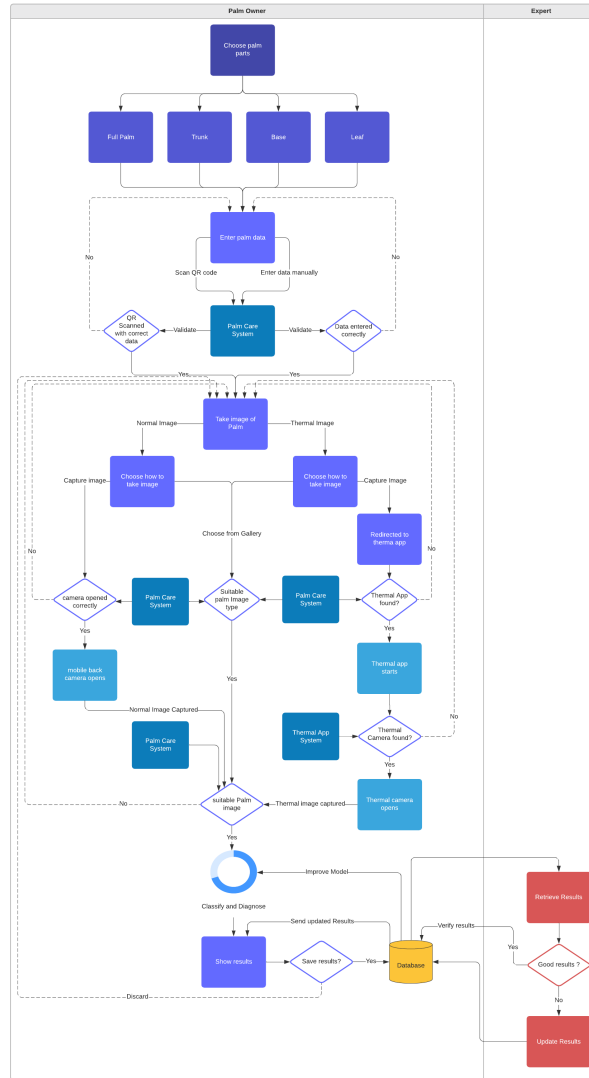 Palm Owner
Expert
Choose palm
parts
Full Palm
Trunk
Base
Leaf
Enter palm data
No
No
Scan QR code
Enter data manually
QR
Scanned
with correct
data
Validate
Palm Care
System
Validate
Data entered
correctly
Yes
Yes
Take image of
Palm
Normal Image
Thermal Image
Choose how to
take image
Choose how to
take image
Capture image
Capture Image
Redirected to
therma app
Choose from Gallery
No
No
camera opened
correctly
Palm Care
System
Suitable
palm Image
type
Palm Care
System
Thermal App
found?
Yes
Yes
mobile back
camera opens
Thermal app
starts
Yes
Normal Image Captured
No
Palm Care
System
Thermal App
System
Thermal
Camera found?
Yes
No
suitable Palm
image
Thermal image captured
Thermal camera
opens
Yes
Classify and Diagnose
Improve Model
Retrieve Results
Send updated Results
Verify results
Yes
Show results
Save results?
Yes
Database
Good results ?
Discard
No
Update Results